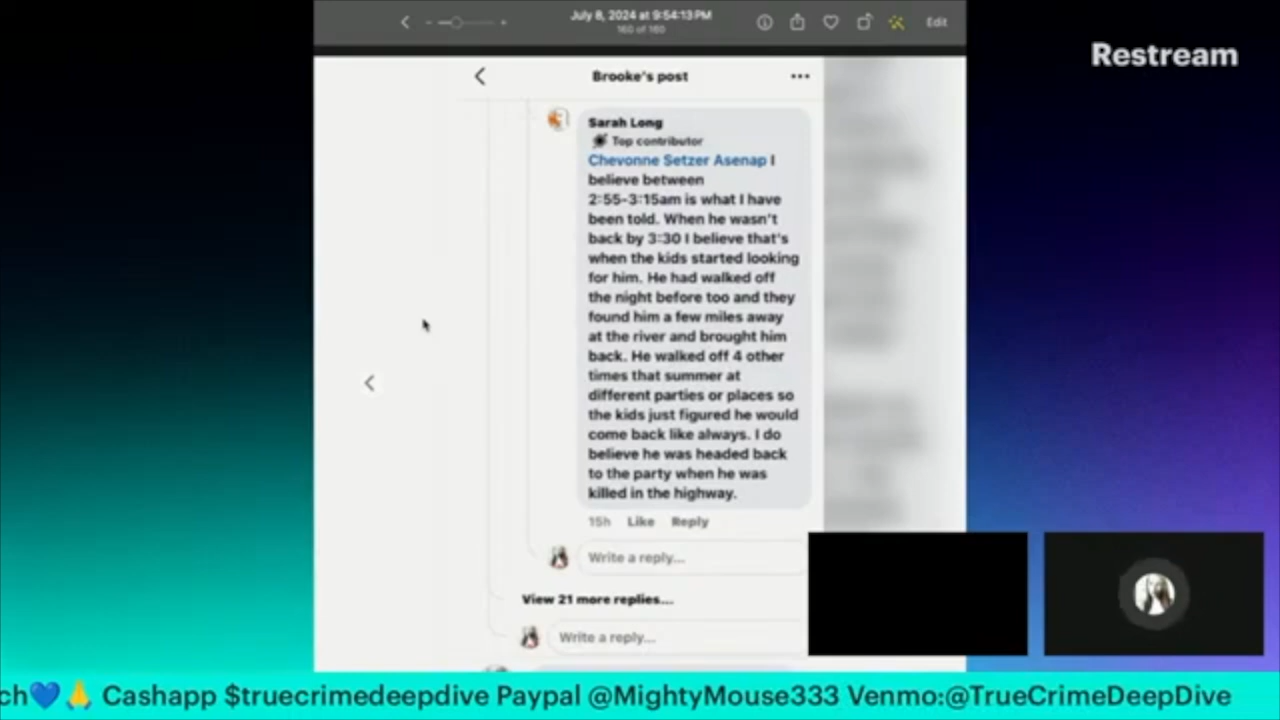 July 8, 2024 at 9:54:13 PM
160 of 160
Edit
Restream
Brooke's post
Sarah Long
Top contributor
Chevonne Setzer Asenap I
believe between
2:55-3:15am is what I have
been told. When he wasn't
back by 3:30 I believe that's
when the kids started looking
for him. He had walked off
the night before too and they
found him a few miles away
at the river and brought him
back. He walked off 4 other
times that summer at
different parties or places so
the kids just figured he would
come back like always. I do
believe he was headed back
to the party when he was
killed in the highway.
15h Like Reply
Write a reply...
View 21 more replies....
Write a reply...
ch💙🙏 Cashapp $truecrimedeepdive Paypal @MightyMouse333 Venmo:@TrueCrimeDeepDive